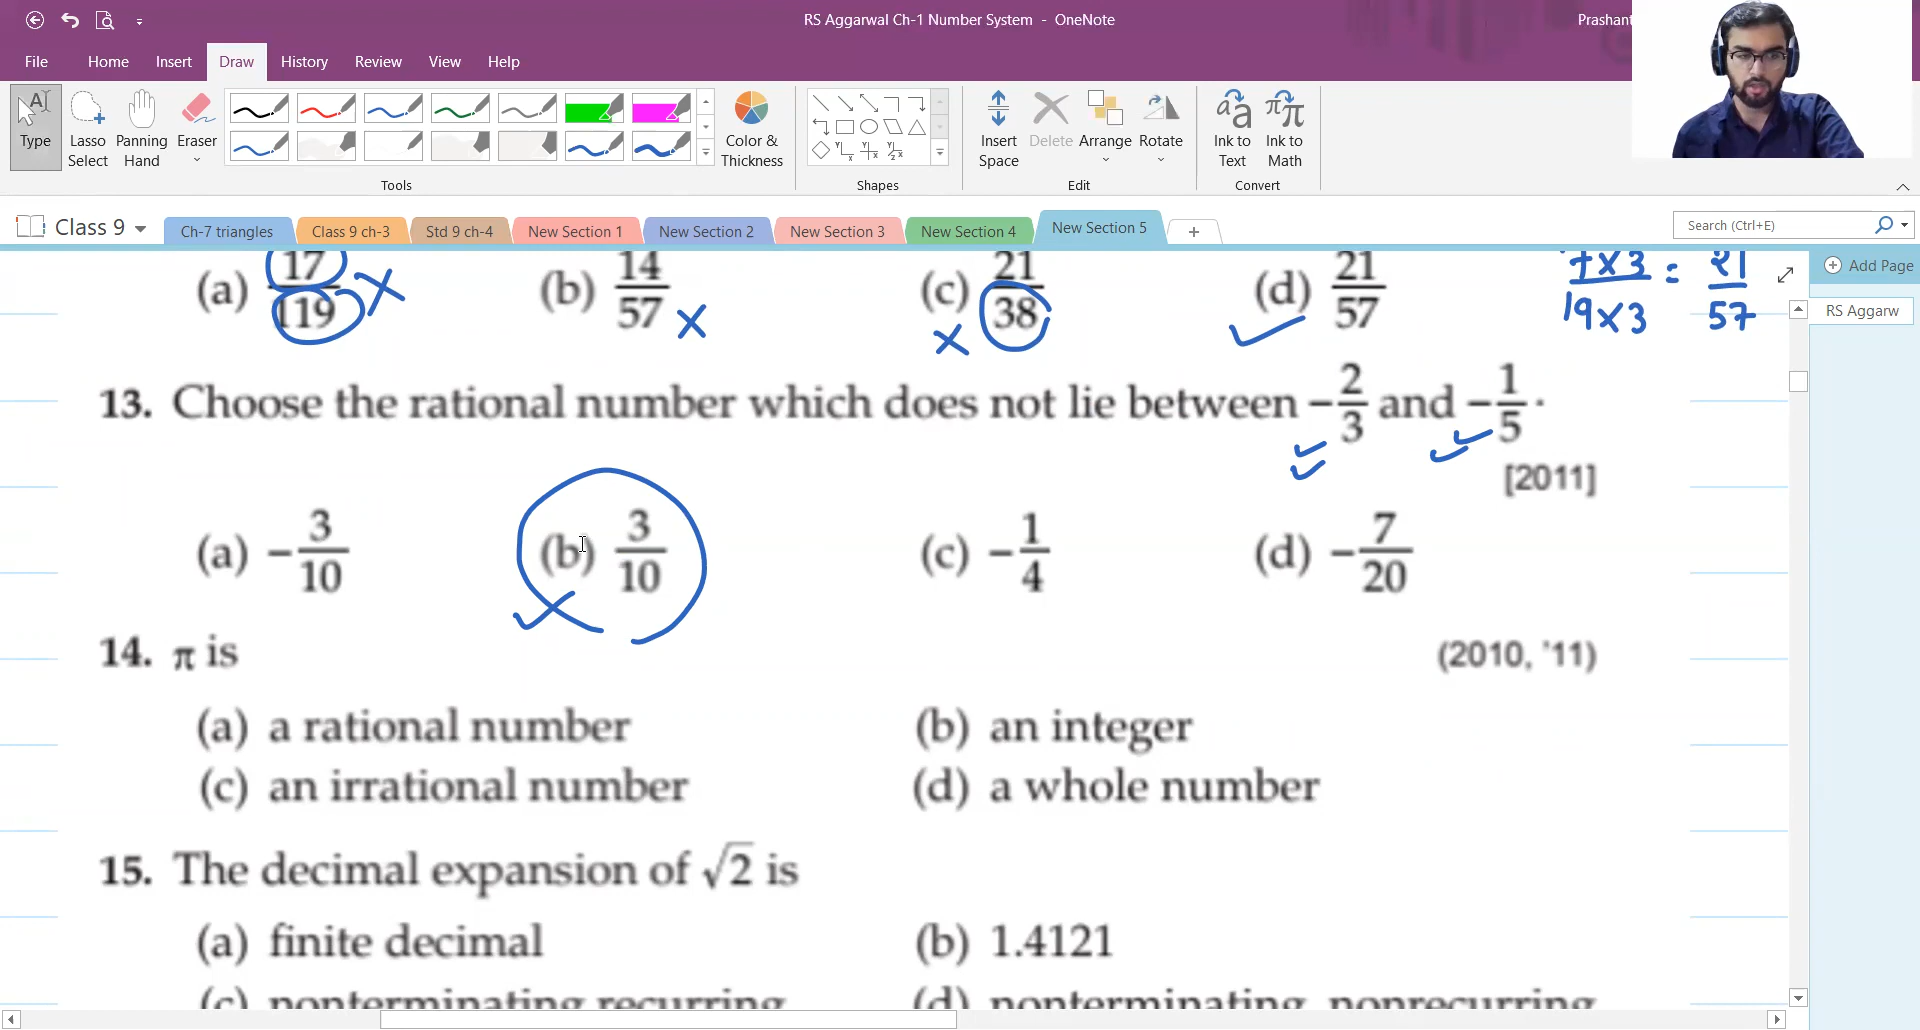 RS Aggarwal Ch-1 Number System - OneNote
Prashant
File Home Insert Draw History Review View Help
Type
Lasso Select
Panning Hand
Eraser
Color & Thickness
Insert Space
Delete
Arrange
Rotate
Ink to Text
Ink to Math
Tools Shapes Edit Convert
Class 9
Ch-7 triangles Class 9 ch-3 Std 9 ch-4 New Section 1 New Section 2 New Section 3 New Section 4 New Section 5 +
Search (Ctrl+E)
Add Page
RS Aggarw
(a) 17/119 (b) 14/57 (c) 21/38 (d) 21/57
7×3/19×3 = 21/57
13. Choose the rational number which does not lie between -2/3 and -1/5.
[2011]
(a) -3/10 (b) 3/10 (c) -1/4 (d) -7/20
14. π is (2010, '11)
(a) a rational number (b) an integer
(c) an irrational number (d) a whole number
15. The decimal expansion of √2 is
(a) finite decimal (b) 1.4121
(c) nonterminating recurring (d) nonterminating, nonrecurring